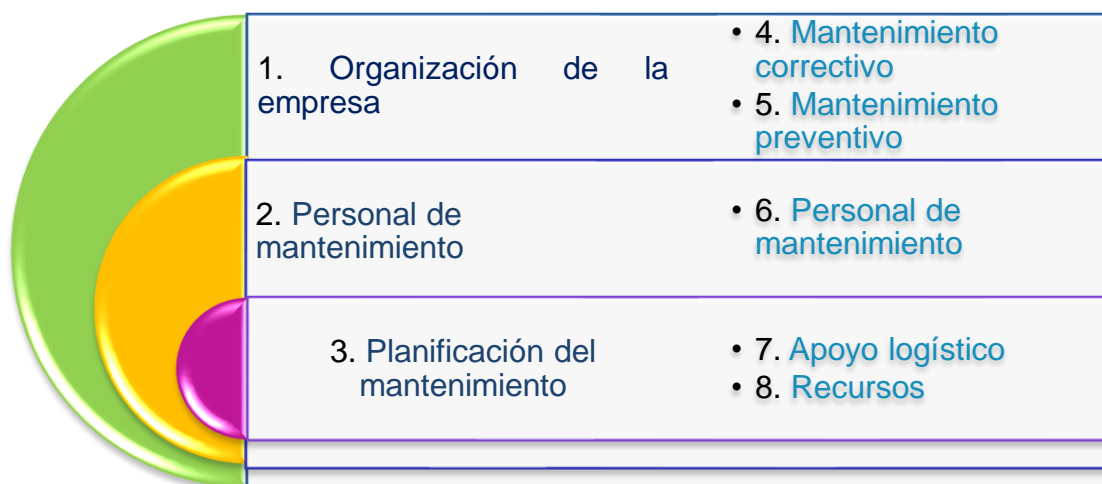 1. Organización de la
empresa
• 4. Mantenimiento
correctivo
• 5. Mantenimiento
preventivo
2. Personal de
mantenimiento
• 6. Personal de
mantenimiento
3. Planificación del
mantenimiento
• 7. Apoyo logístico
• 8. Recursos